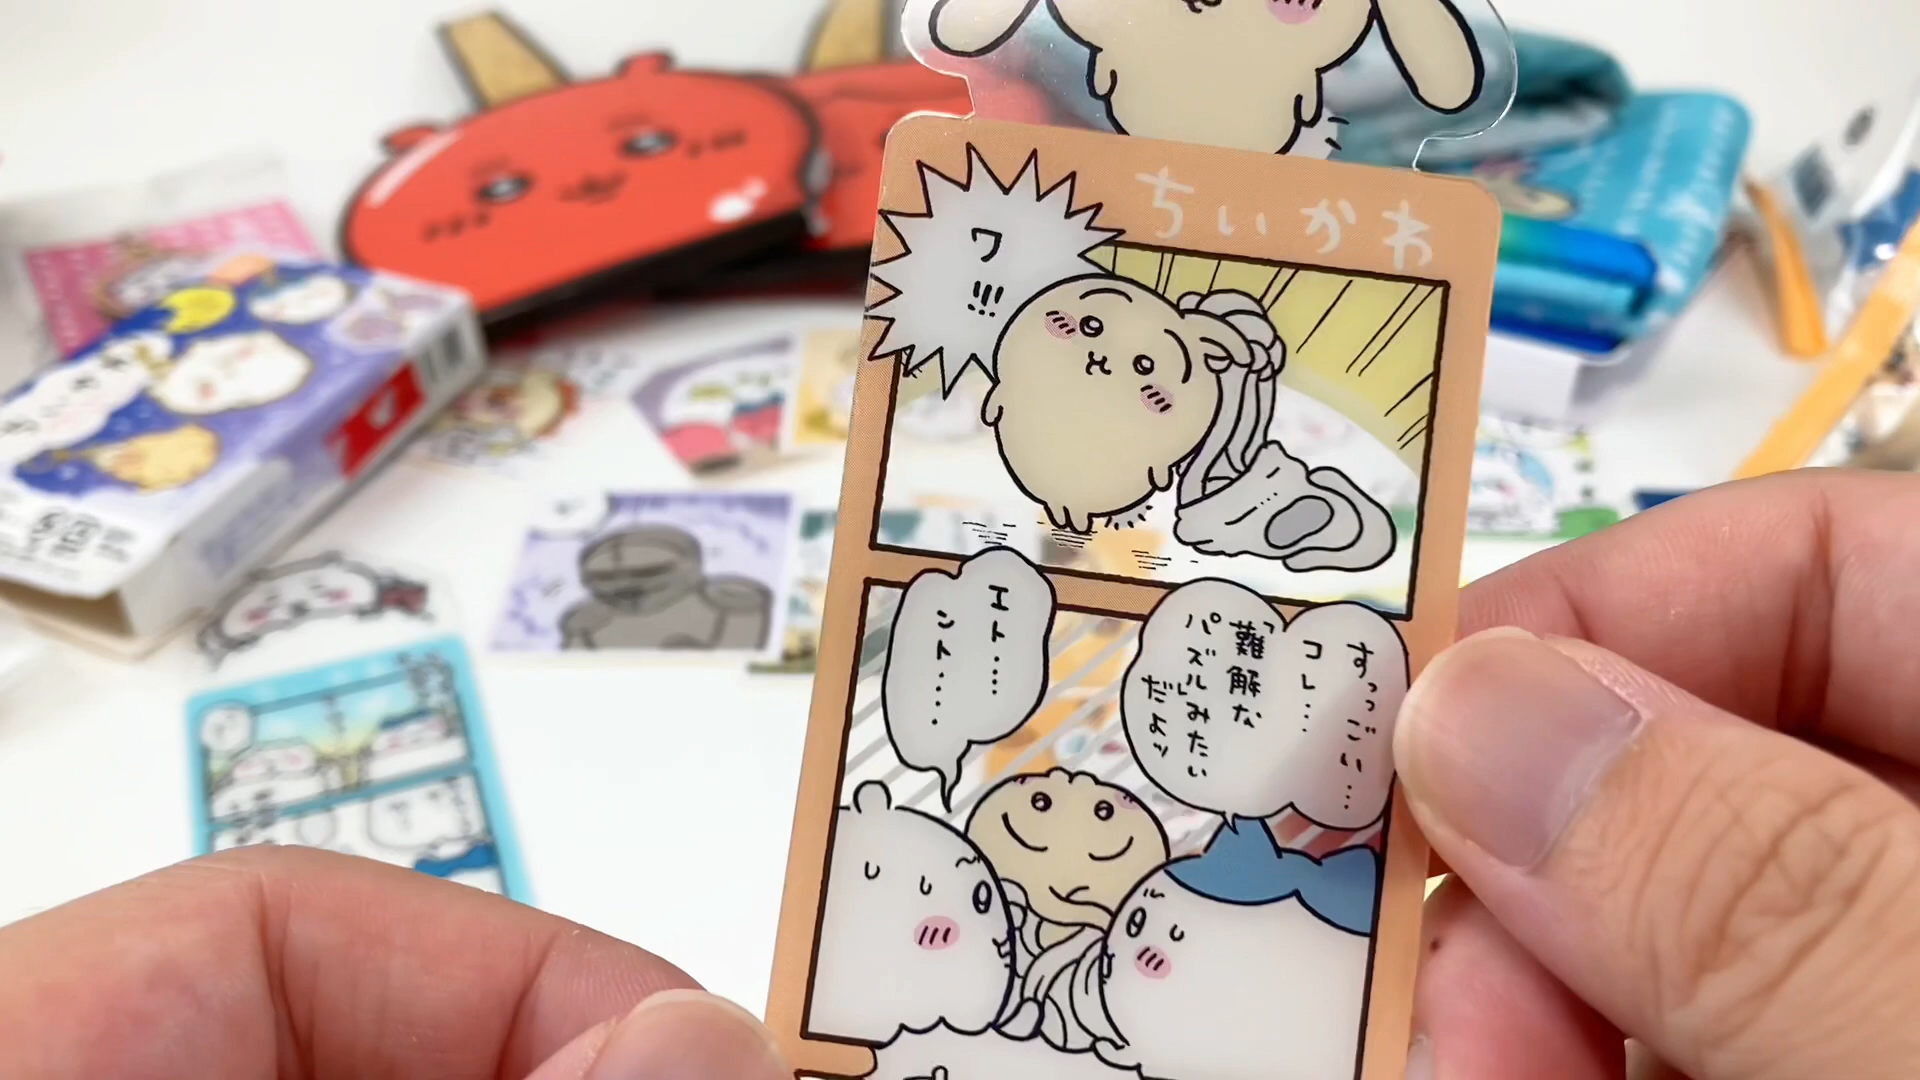 ちいかわ
ワ
!!!
すっごい…
コレ…
「難解な
パズル」みたい
だよッ
エト……
ント……